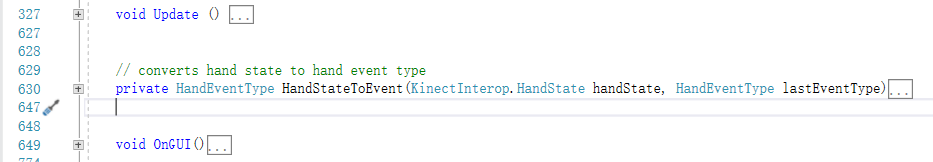 327 void Update () ...
627
628
629 // converts hand state to hand event type
630 private HandEventType HandStateToEvent(KinectInterop.HandState handState, HandEventType lastEventType)...
647
648
649 void OnGUI()...
774